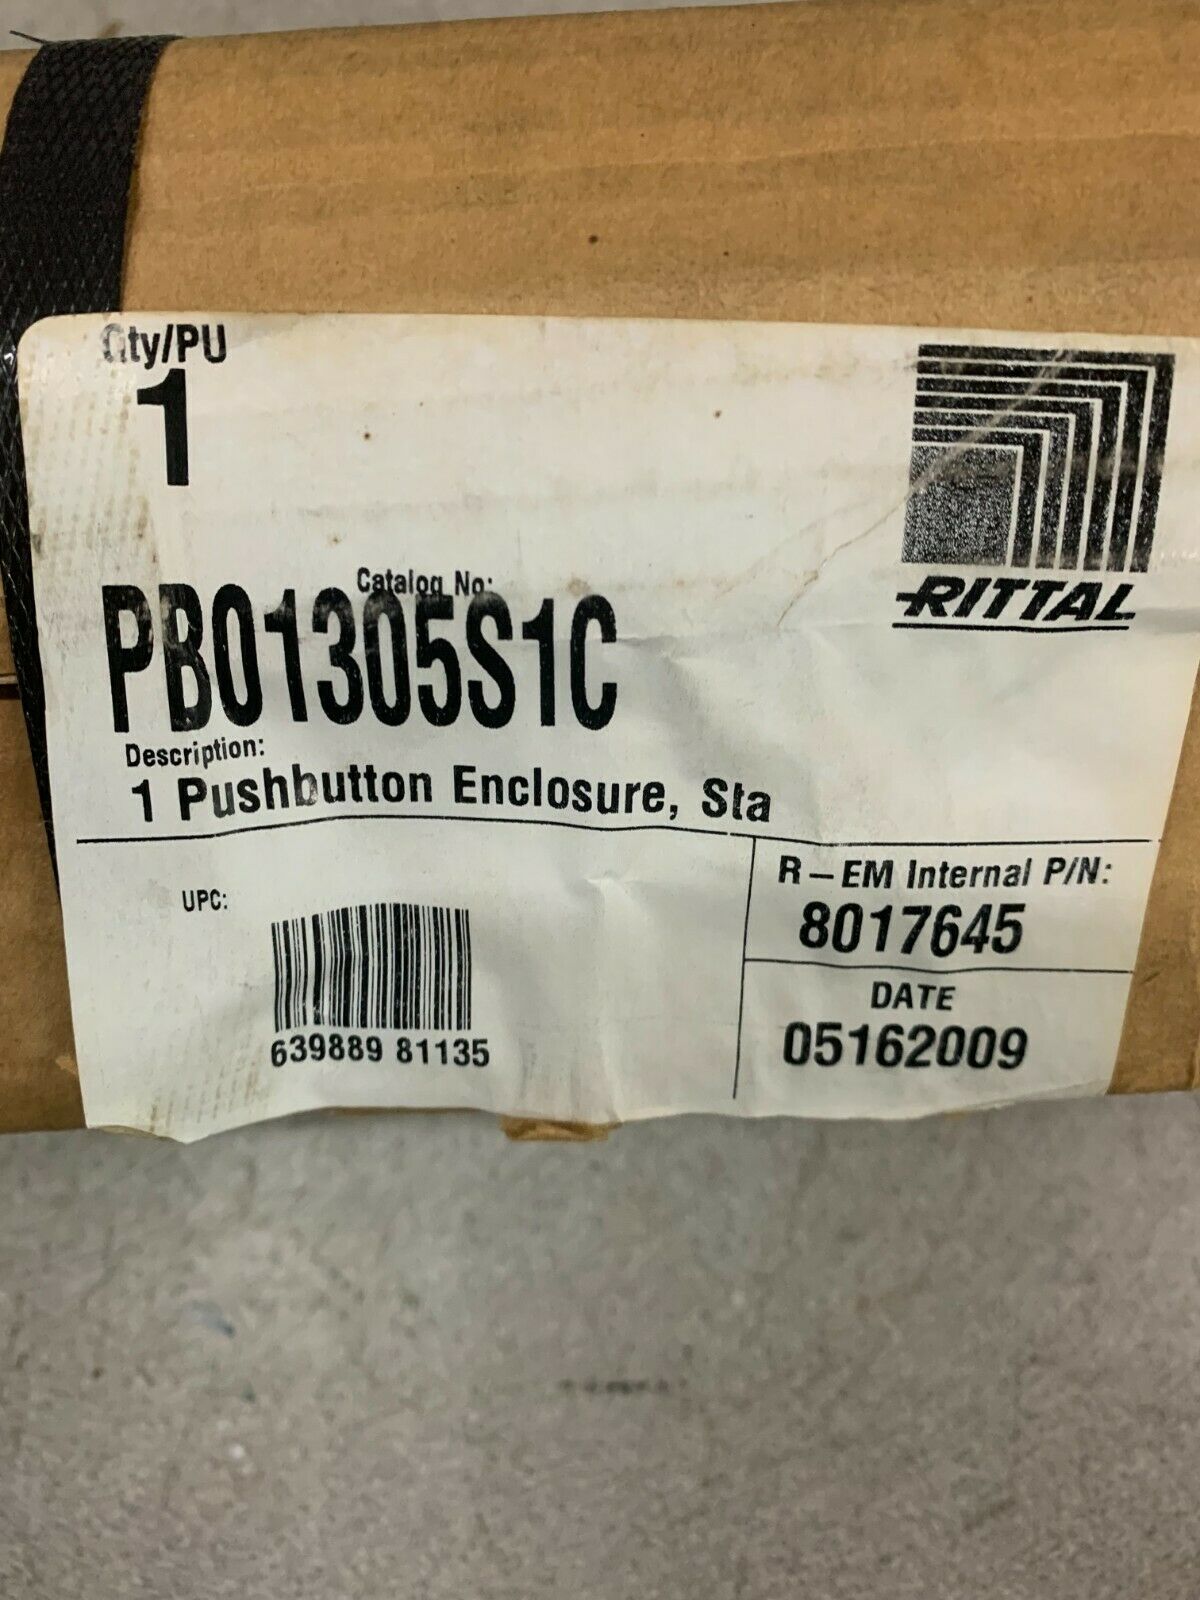 Qty/PU
1
RITTAL
Catalog No:
PB01305S1C
Description:
1 Pushbutton Enclosure, Sta
UPC:
639889 81135
R-EM Internal P/N:
8017645
DATE
05162009